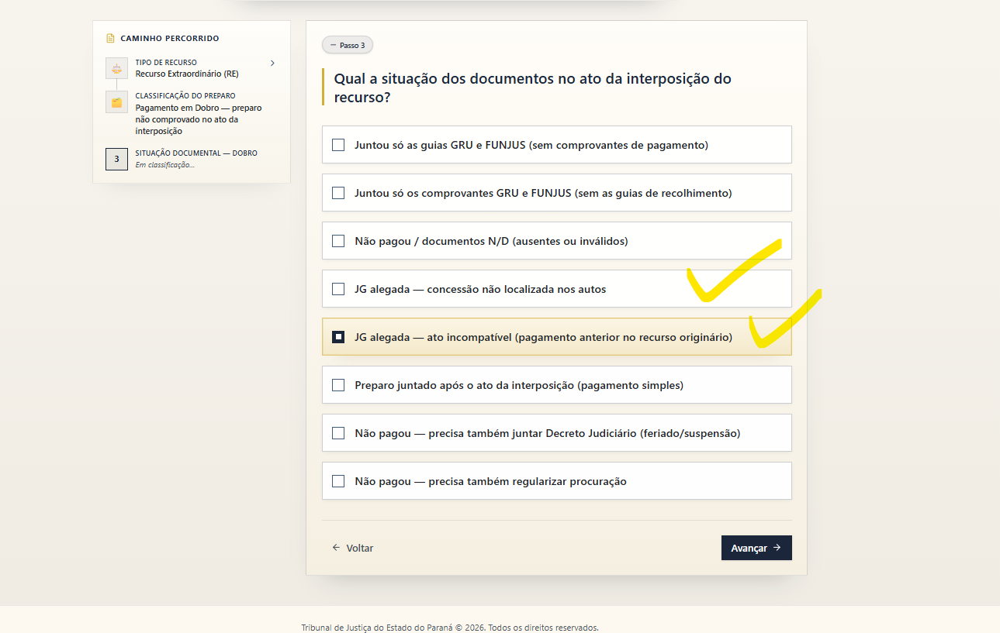 CAMINHO PERCORRIDO
TIPO DE RECURSO
Recurso Extraordinário (RE)
CLASSIFICAÇÃO DO PREPARO
Pagamento em Dobro — preparo
não comprovado no ato da
interposição
3
SITUAÇÃO DOCUMENTAL — DOBRO
Em classificação...
— Passo 3
Qual a situação dos documentos no ato da interposição do
recurso?
Juntou só as guias GRU e FUNJUS (sem comprovantes de pagamento)
Juntou só os comprovantes GRU e FUNJUS (sem as guias de recolhimento)
Não pagou / documentos N/D (ausentes ou inválidos)
JG alegada — concessão não localizada nos autos
JG alegada — ato incompatível (pagamento anterior no recurso originário)
Preparo juntado após o ato da interposição (pagamento simples)
Não pagou — precisa também juntar Decreto Judiciário (feriado/suspensão)
Não pagou — precisa também regularizar procuração
← Voltar
Avançar →
Tribunal de Justiça do Estado do Paraná © 2026. Todos os direitos reservados.